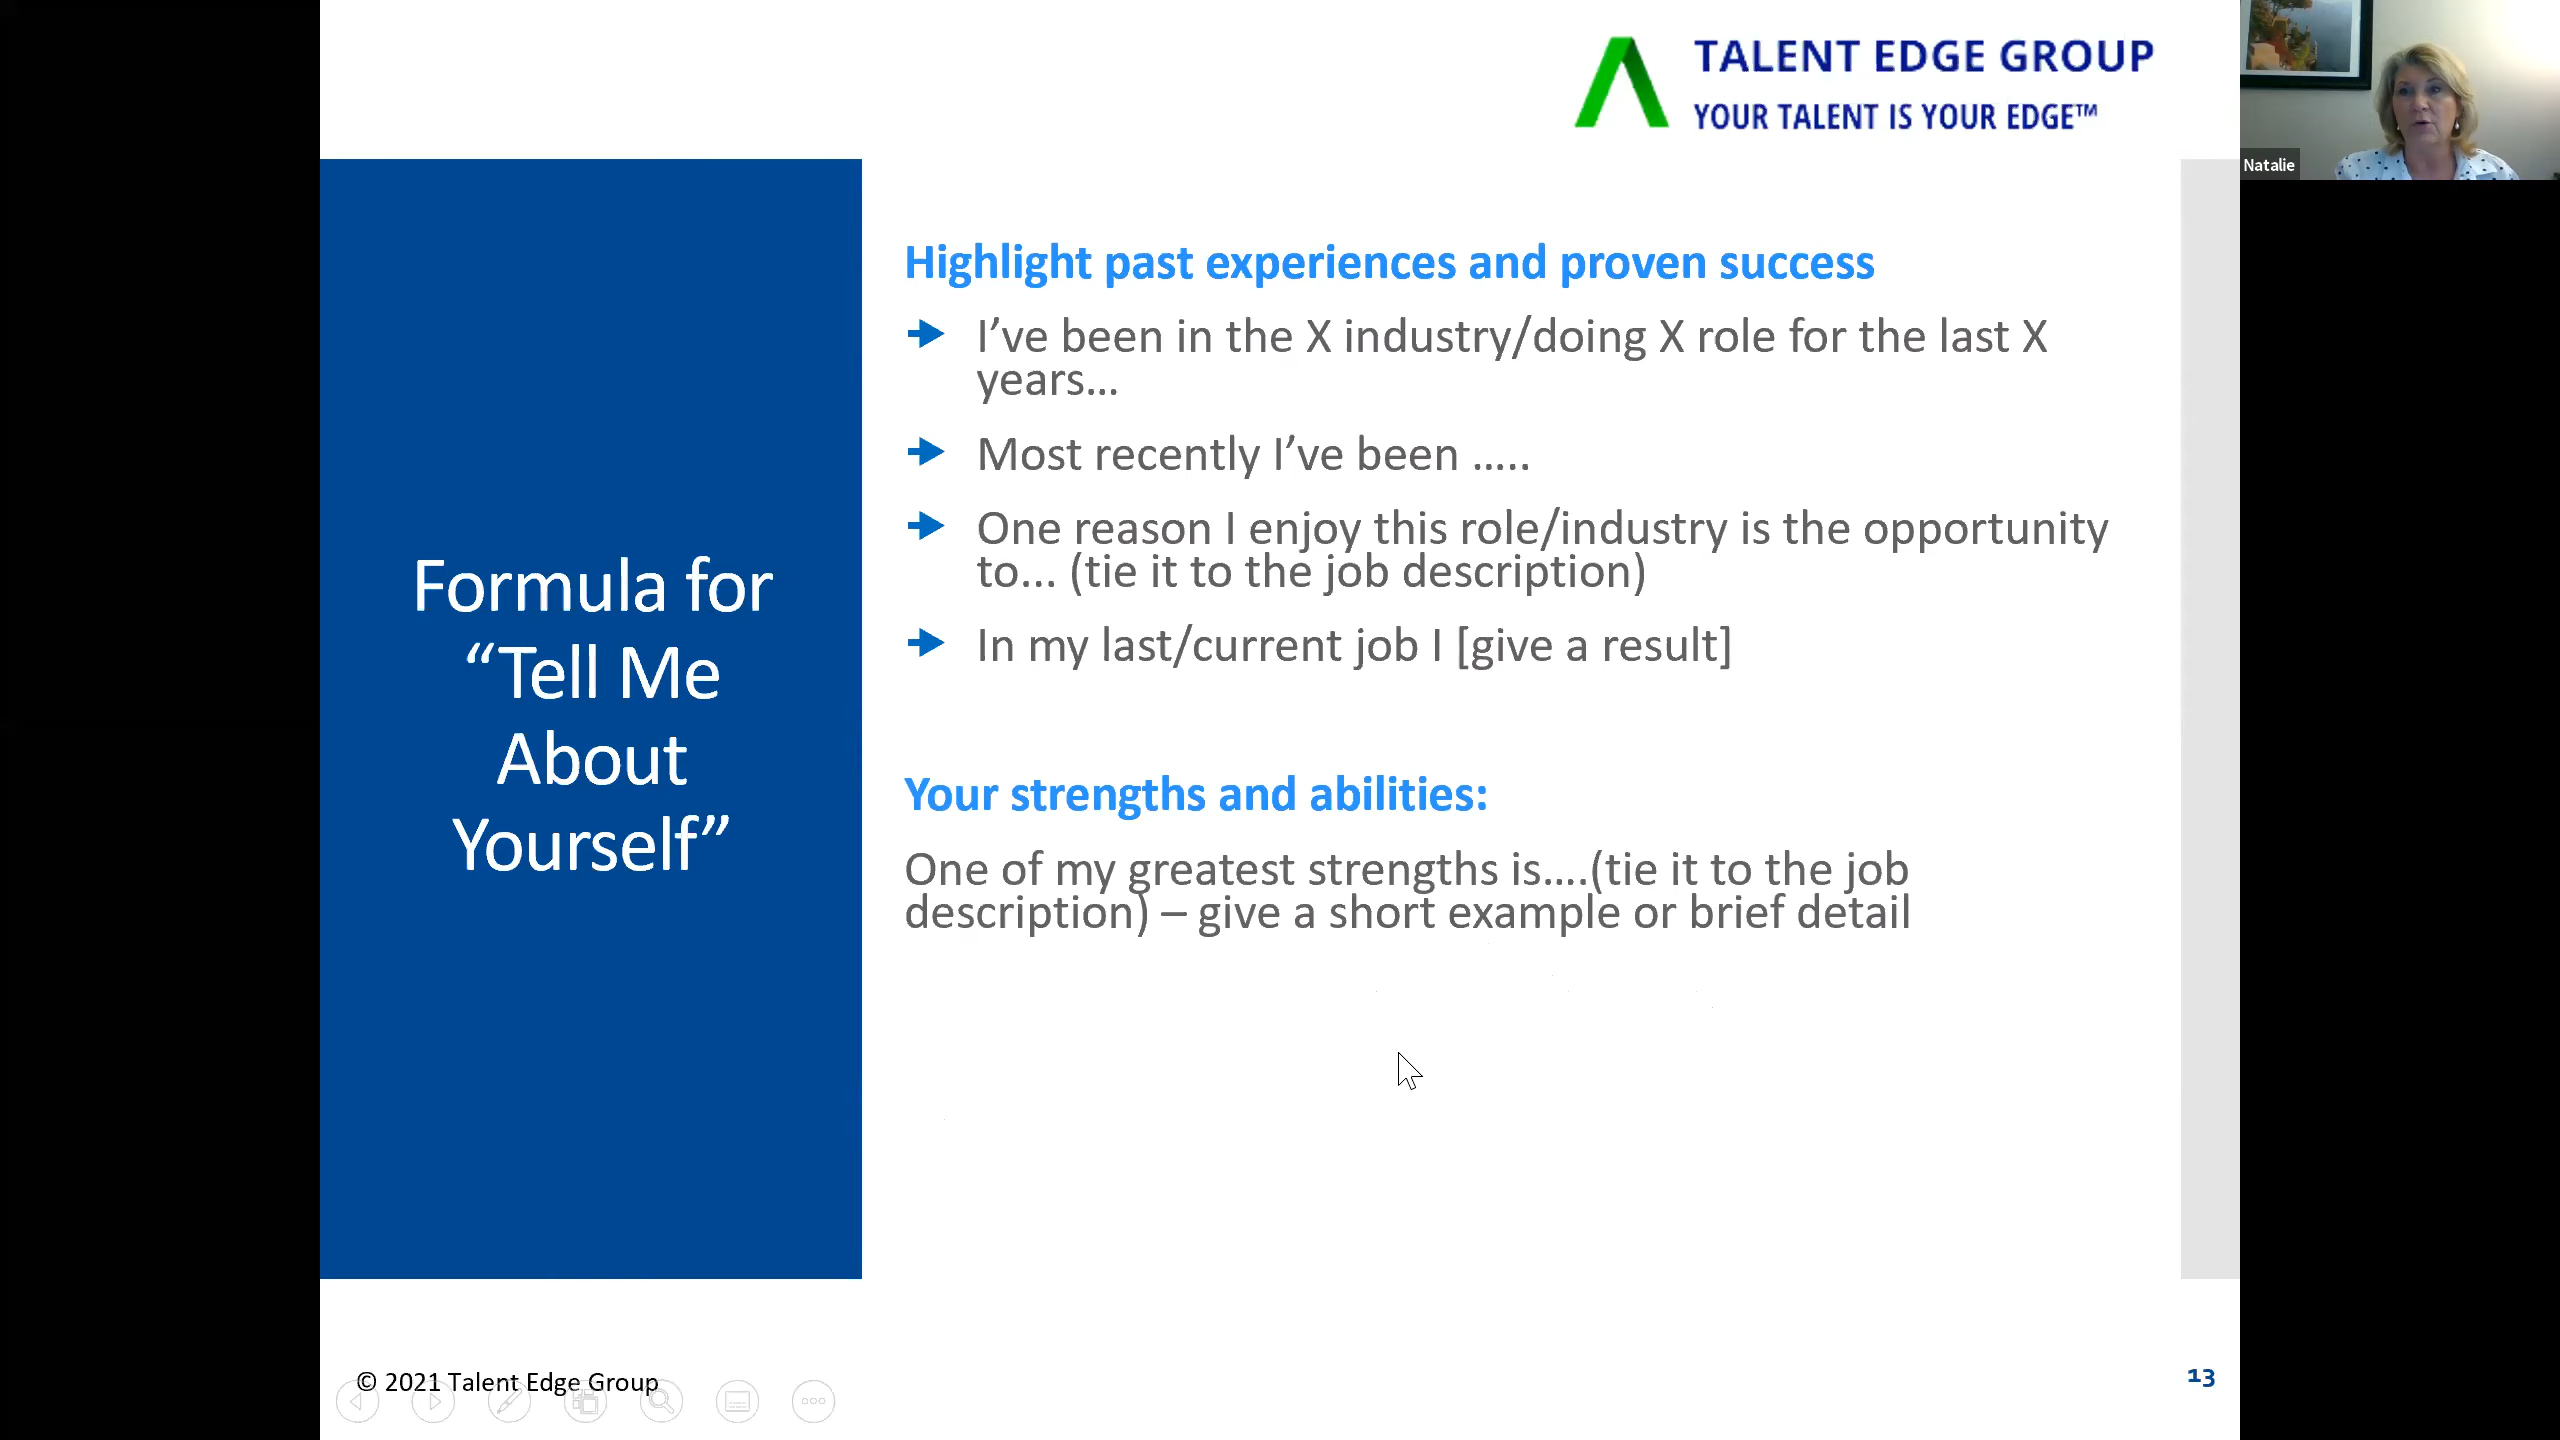 TALENT EDGE GROUP
YOUR TALENT IS YOUR EDGE™
Natalie
Formula for
“Tell Me
About
Yourself”
Highlight past experiences and proven success
I’ve been in the X industry/doing X role for the last X
years...
Most recently I’ve been .....
One reason I enjoy this role/industry is the opportunity
to... (tie it to the job description)
In my last/current job I [give a result]
Your strengths and abilities:
One of my greatest strengths is....(tie it to the job
description) – give a short example or brief detail
© 2021 Talent Edge Group
13